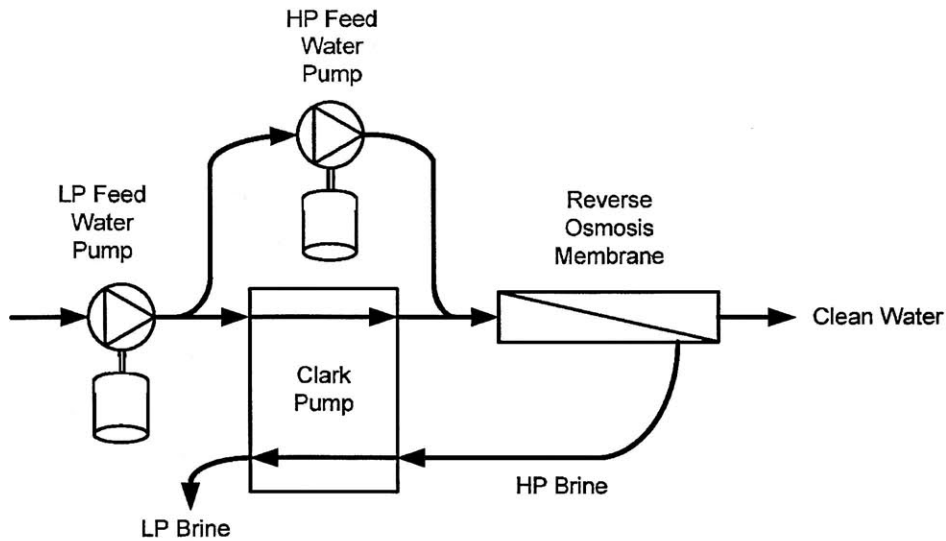 HP Feed
Water
Pump
LP Feed
Water
Pump
Reverse
Osmosis
Membrane
Clean Water
Clark
Pump
HP Brine
LP Brine